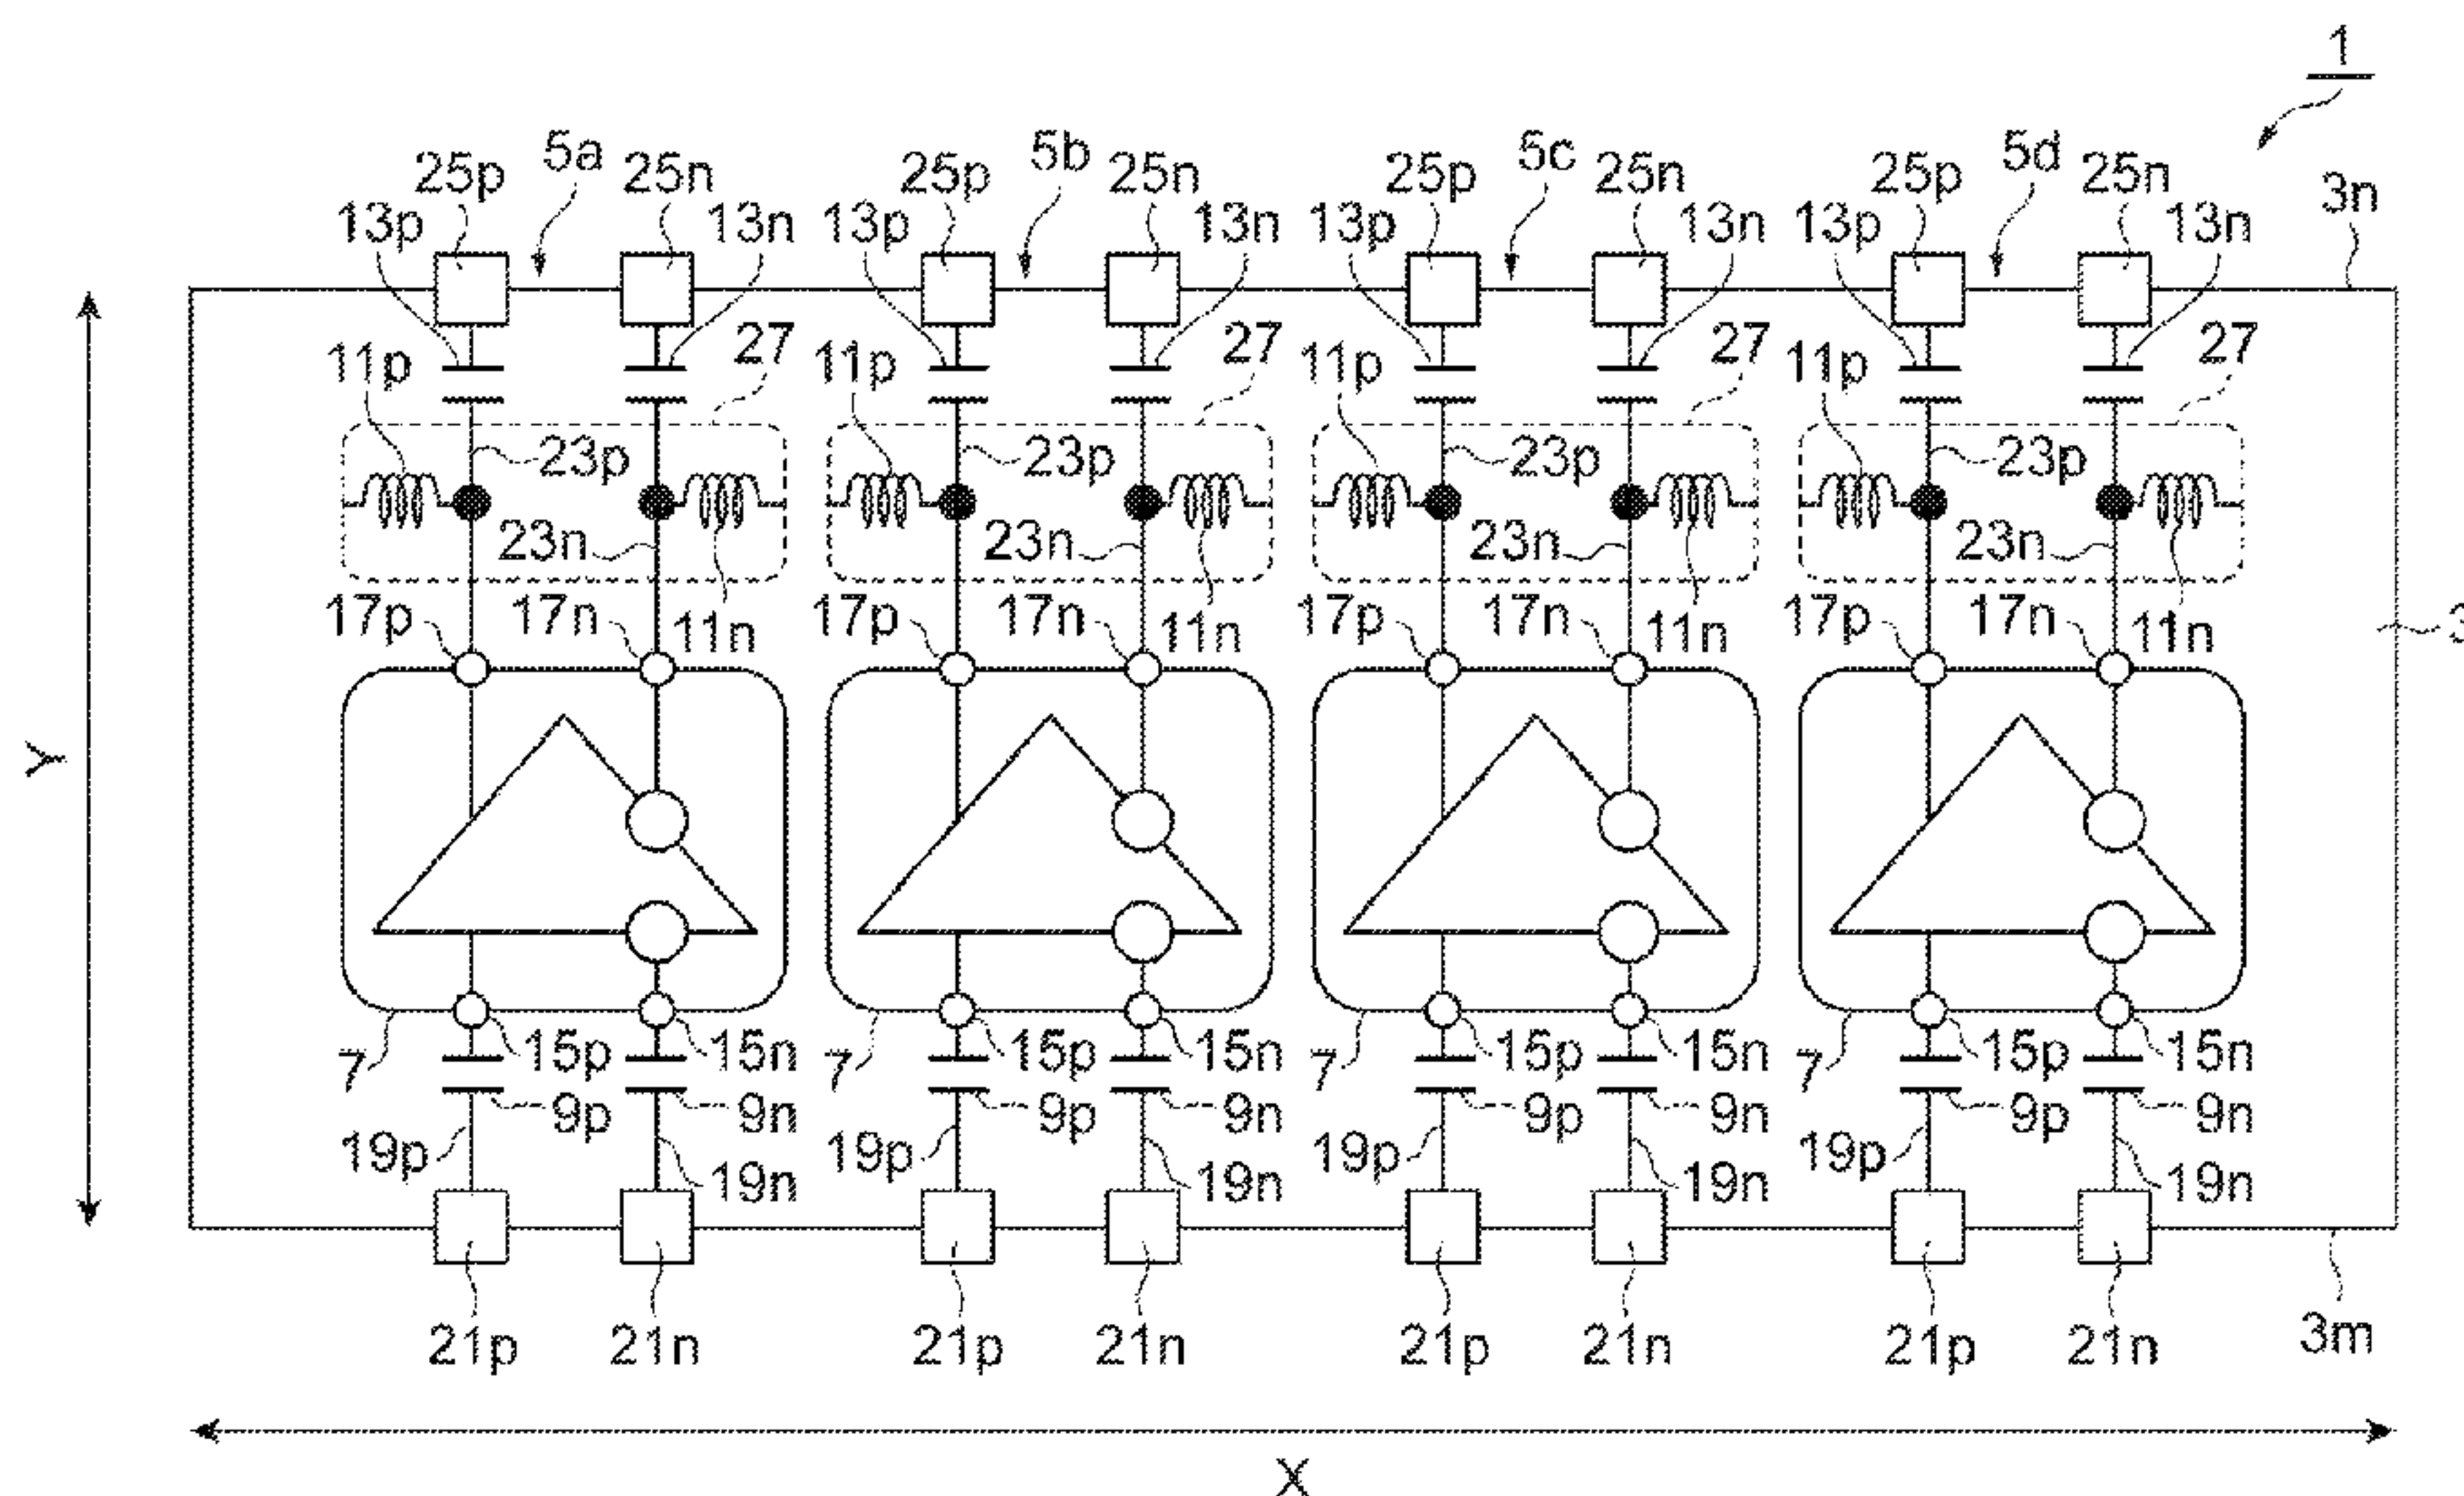 1
5a 5b 5c 5d
25p 25n 25p 25n 25p 25n 25p 25n 3n
13p 13n 13p 13n 13p 13n 13p 13n
27 27 27 27
11p 11p 11p 11p
23p 23p 23p 23p
23n 23n 23n 23n
17p 17n 11n 17p 17n 11n 17p 17n 11n 17p 17n 11n 3
Y
7 15p 15n 7 15p 15n 7 15p 15n 7 15p 15n
9p 9n 9p 9n 9p 9n 9p 9n
19p 19n 19p 19n 19p 19n 19p 19n
21p 21n 21p 21n 21p 21n 21p 21n 3m
X